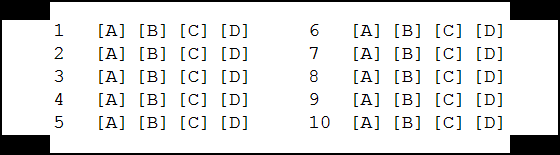 1 [A] [B] [C] [D] 6 [A] [B] [C] [D]
2 [A] [B] [C] [D] 7 [A] [B] [C] [D]
3 [A] [B] [C] [D] 8 [A] [B] [C] [D]
4 [A] [B] [C] [D] 9 [A] [B] [C] [D]
5 [A] [B] [C] [D] 10 [A] [B] [C] [D]